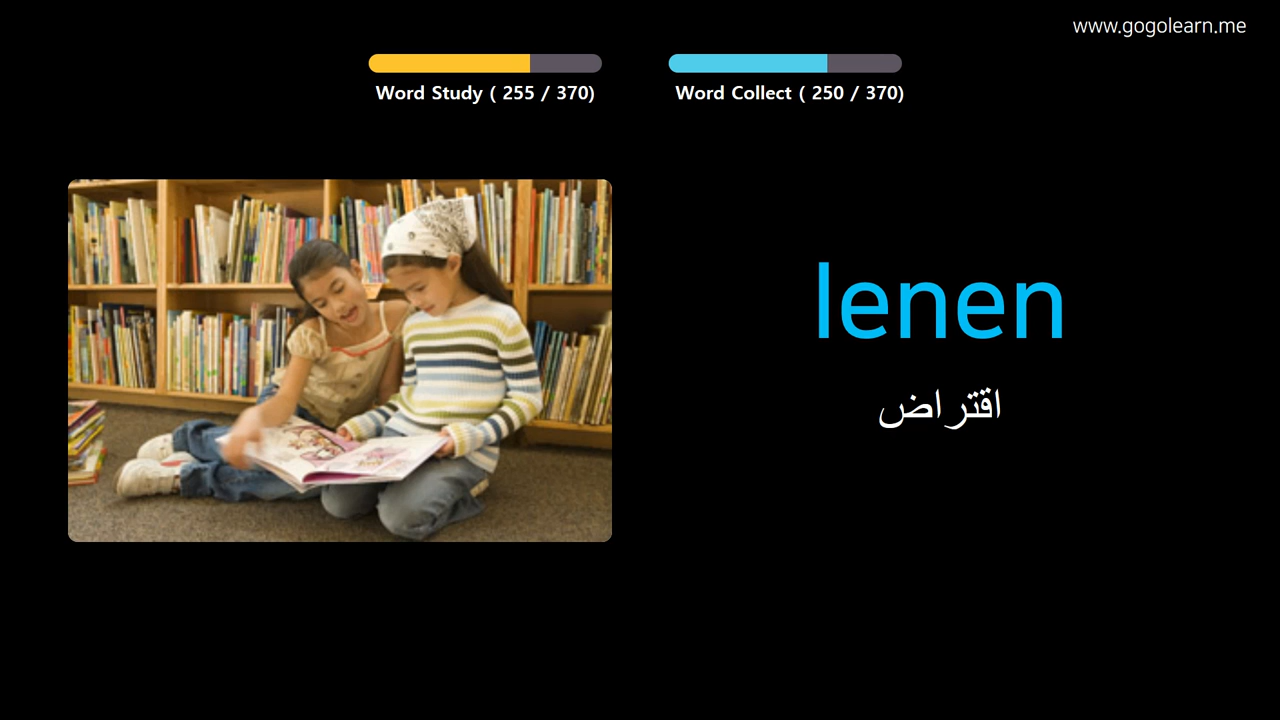 www.gogolearn.me
Word Study ( 255 / 370)
Word Collect ( 250 / 370)
lenen
اقتراض